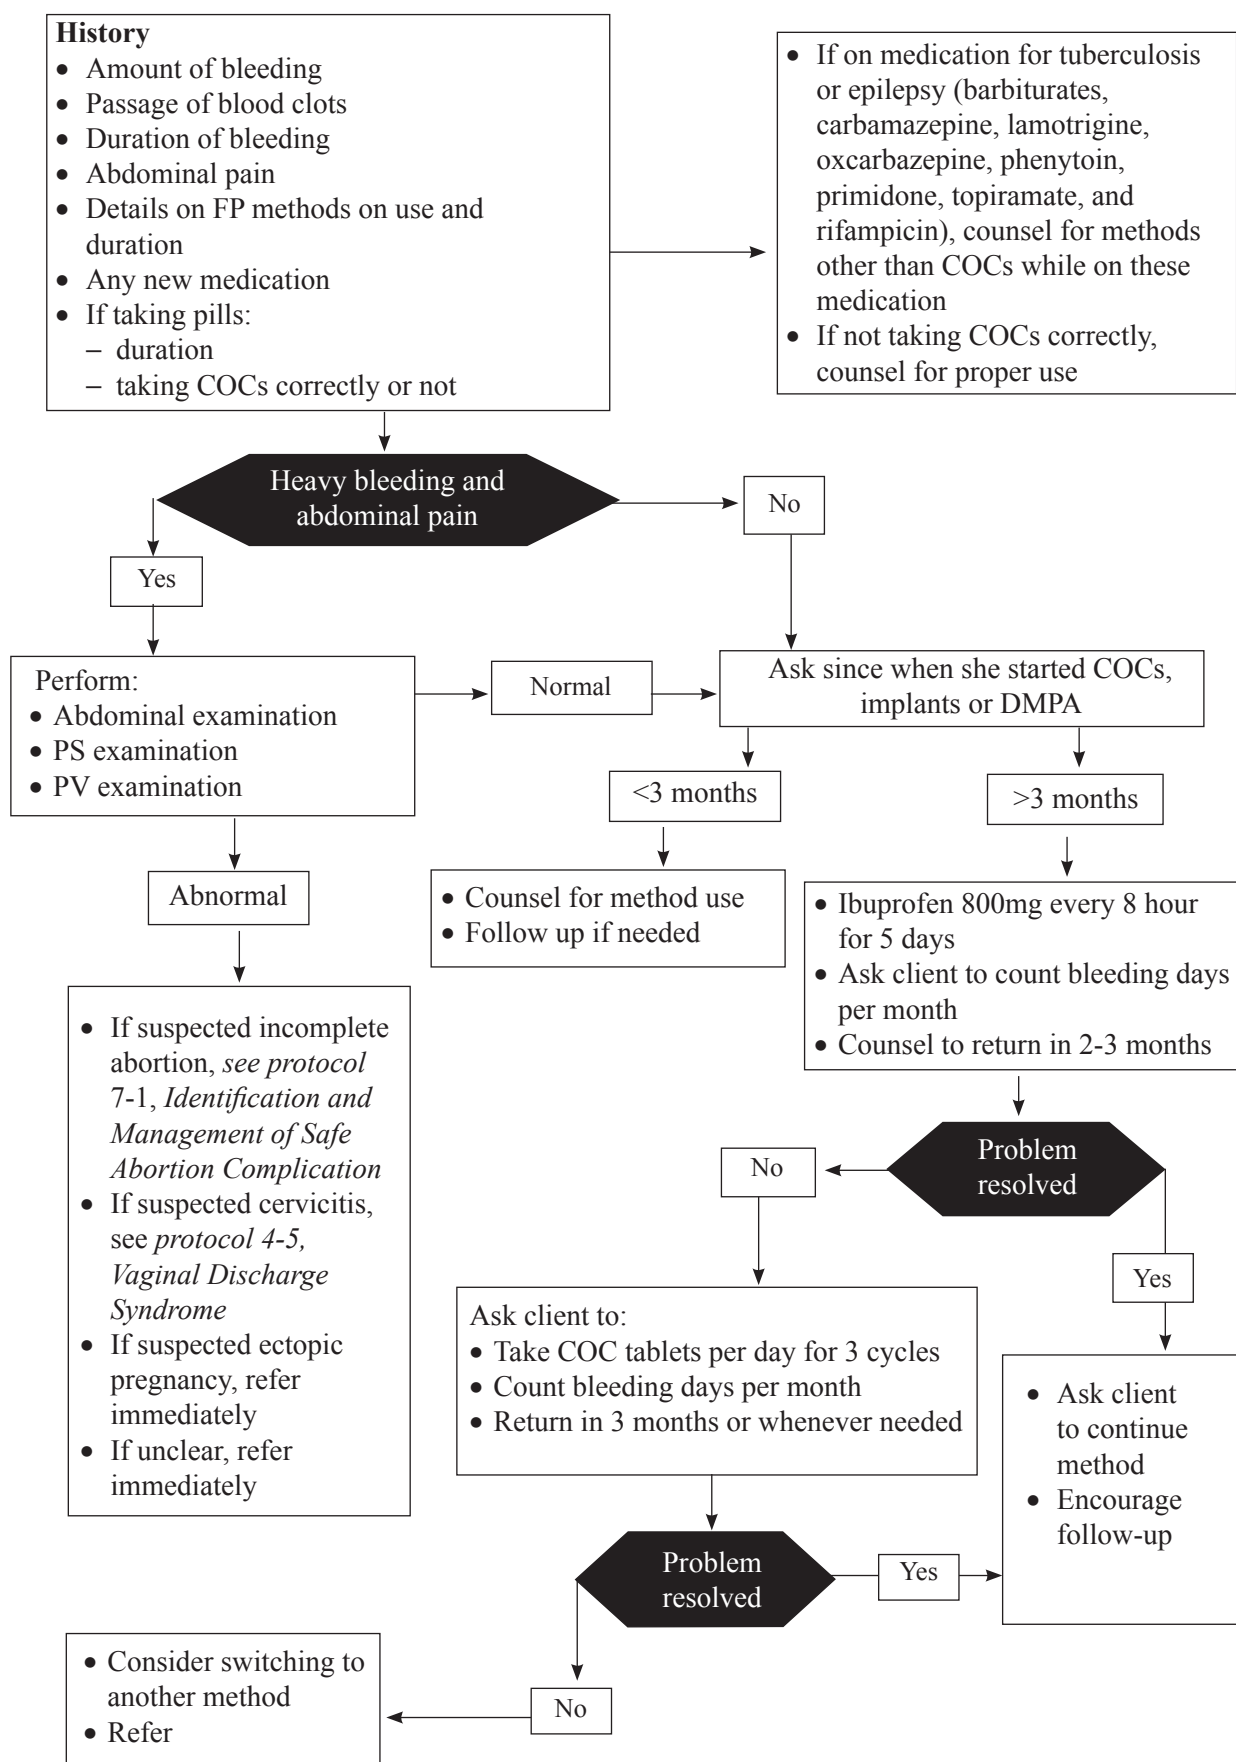 History
• Amount of bleeding
• Passage of blood clots
• Duration of bleeding
• Abdominal pain
• Details on FP methods on use and
duration
• Any new medication
• If taking pills:
– duration
– taking COCs correctly or not
• If on medication for tuberculosis
or epilepsy (barbiturates,
carbamazepine, lamotrigine,
oxcarbazepine, phenytoin,
primidone, topiramate, and
rifampicin), counsel for methods
other than COCs while on these
medication
• If not taking COCs correctly,
counsel for proper use
Heavy bleeding and
abdominal pain
No
Yes
Perform:
• Abdominal examination
• PS examination
• PV examination
Normal
Ask since when she started COCs,
implants or DMPA
<3 months
>3 months
Abnormal
• Counsel for method use
• Follow up if needed
• Ibuprofen 800mg every 8 hour
for 5 days
• Ask client to count bleeding days
per month
• Counsel to return in 2-3 months
• If suspected incomplete
abortion, see protocol
7-1, Identification and
Management of Safe
Abortion Complication
• If suspected cervicitis,
see protocol 4-5,
Vaginal Discharge
Syndrome
• If suspected ectopic
pregnancy, refer
immediately
• If unclear, refer
immediately
Problem
resolved
No
Yes
Ask client to:
• Take COC tablets per day for 3 cycles
• Count bleeding days per month
• Return in 3 months or whenever needed
• Ask client
to continue
method
• Encourage
follow-up
Problem
resolved
Yes
No
• Consider switching to
another method
• Refer